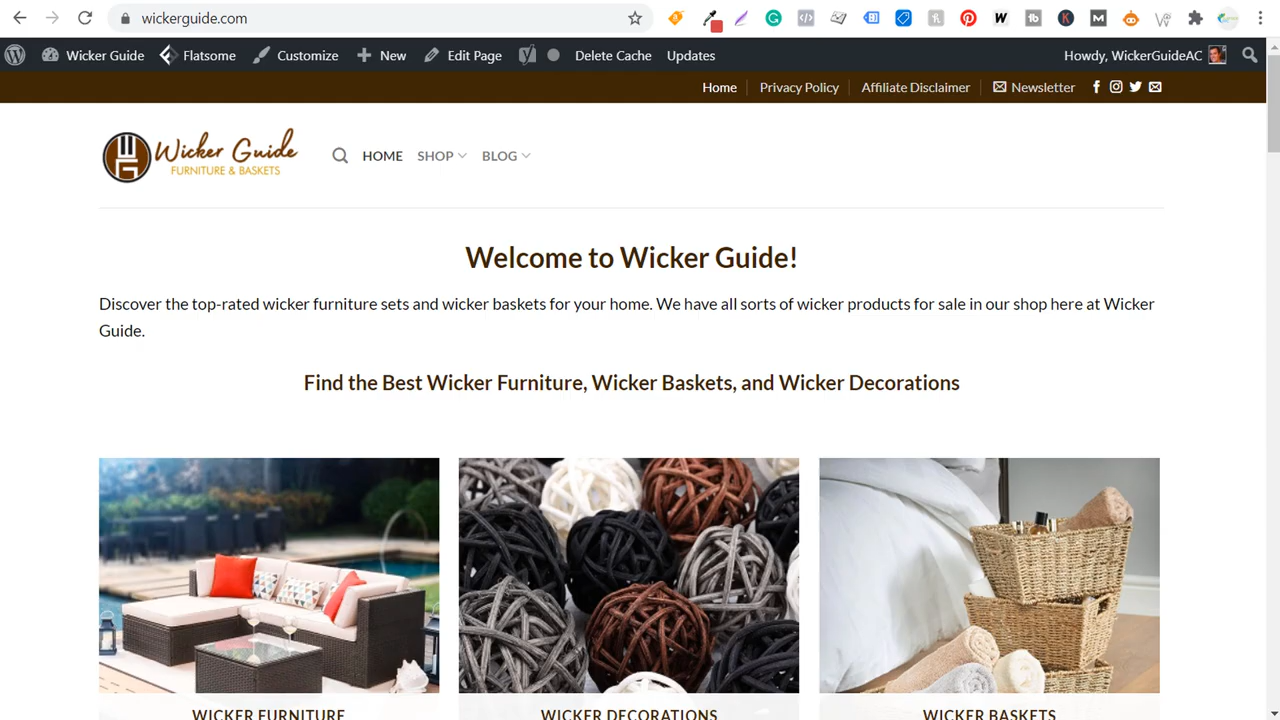 wickerguide.com
Wicker Guide Flatsome Customize New Edit Page Delete Cache Updates Howdy, WickerGuideAC
Home Privacy Policy Affiliate Disclaimer Newsletter
Wicker Guide
FURNITURE & BASKETS
HOME SHOP BLOG
Welcome to Wicker Guide!
Discover the top-rated wicker furniture sets and wicker baskets for your home. We have all sorts of wicker products for sale in our shop here at Wicker
Guide.
Find the Best Wicker Furniture, Wicker Baskets, and Wicker Decorations
WICKER FURNITURE WICKER DECORATIONS WICKER BASKETS